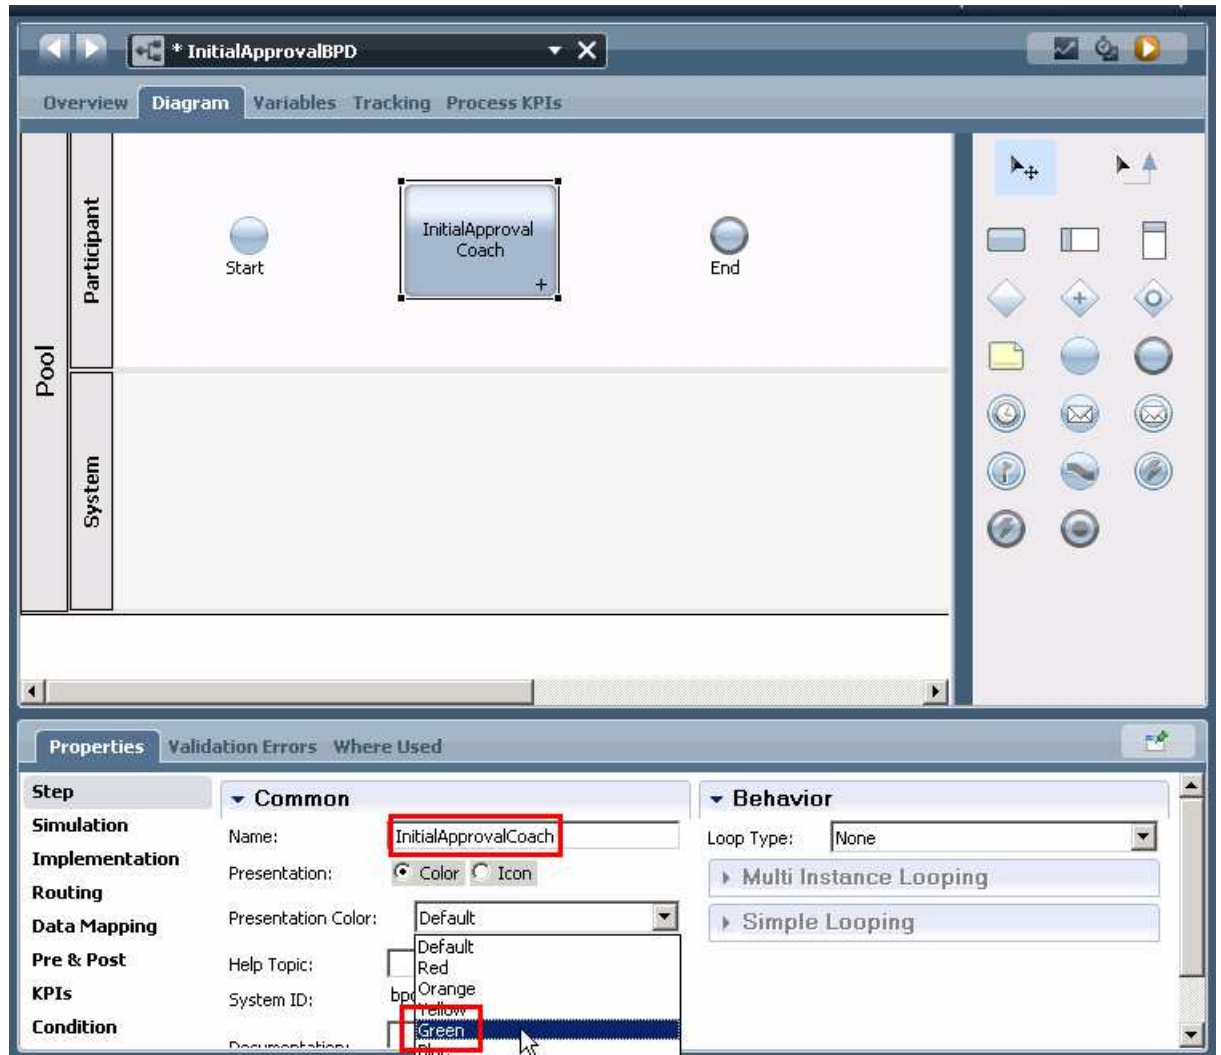 * InitialApprovalBPD
Overview Diagram Variables Tracking Process KPIs
Pool
Participant
Start
InitialApproval
Coach
End
System
Properties Validation Errors Where Used
Step
Simulation
Implementation
Routing
Data Mapping
Pre & Post
KPIs
Condition
Common
Name: InitialApprovalCoach
Presentation: Color Icon
Presentation Color: Default
Default
Red
Orange
Yellow
Green
Help Topic:
System ID:
Documentation:
Behavior
Loop Type: None
Multi Instance Looping
Simple Looping